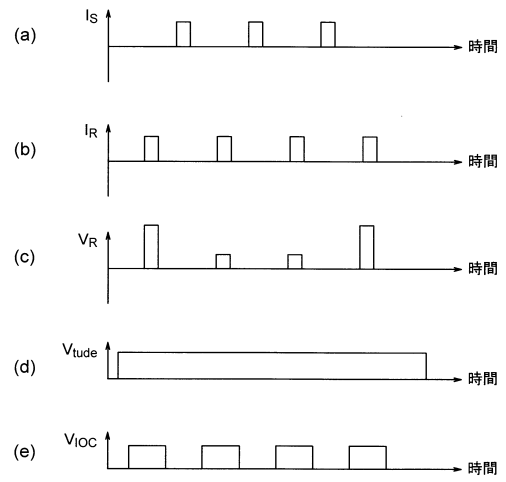 (a) IS 時間
(b) IR 時間
(c) VR 時間
(d) Vtude 時間
(e) VIOC 時間